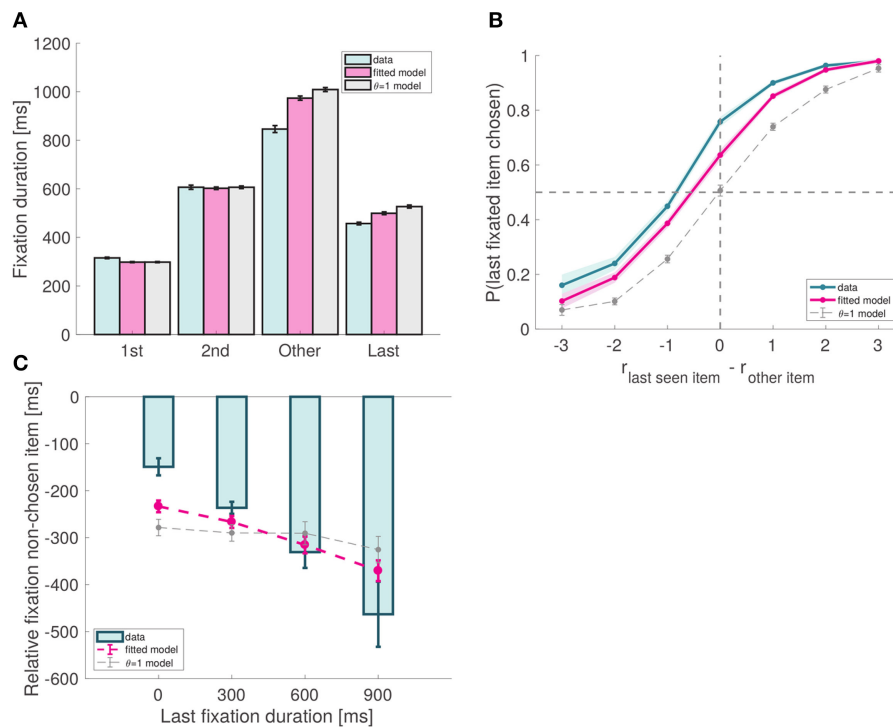 A
Fixation duration [ms]
1200
1000
800
600
400
200
0
data
fitted model
θ=1 model
1st 2nd Other Last
B
P(last fixated item chosen)
1
0.8
0.6
0.4
0.2
0
data
fitted model
θ=1 model
-3 -2 -1 0 1 2 3
r last seen item - r other item
C
Relative fixation non-chosen item [ms]
0
-100
-200
-300
-400
-500
-600
data
fitted model
θ=1 model
0 300 600 900
Last fixation duration [ms]